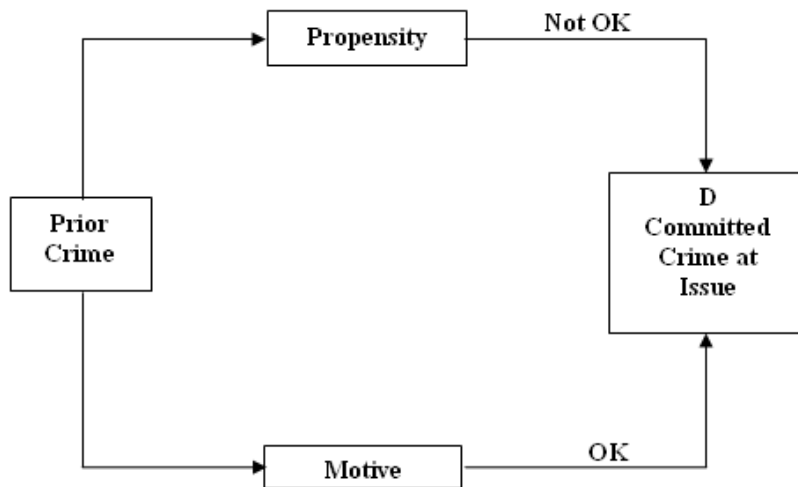 Propensity
Not OK
Prior
Crime
D
Committed
Crime at
Issue
Motive
OK